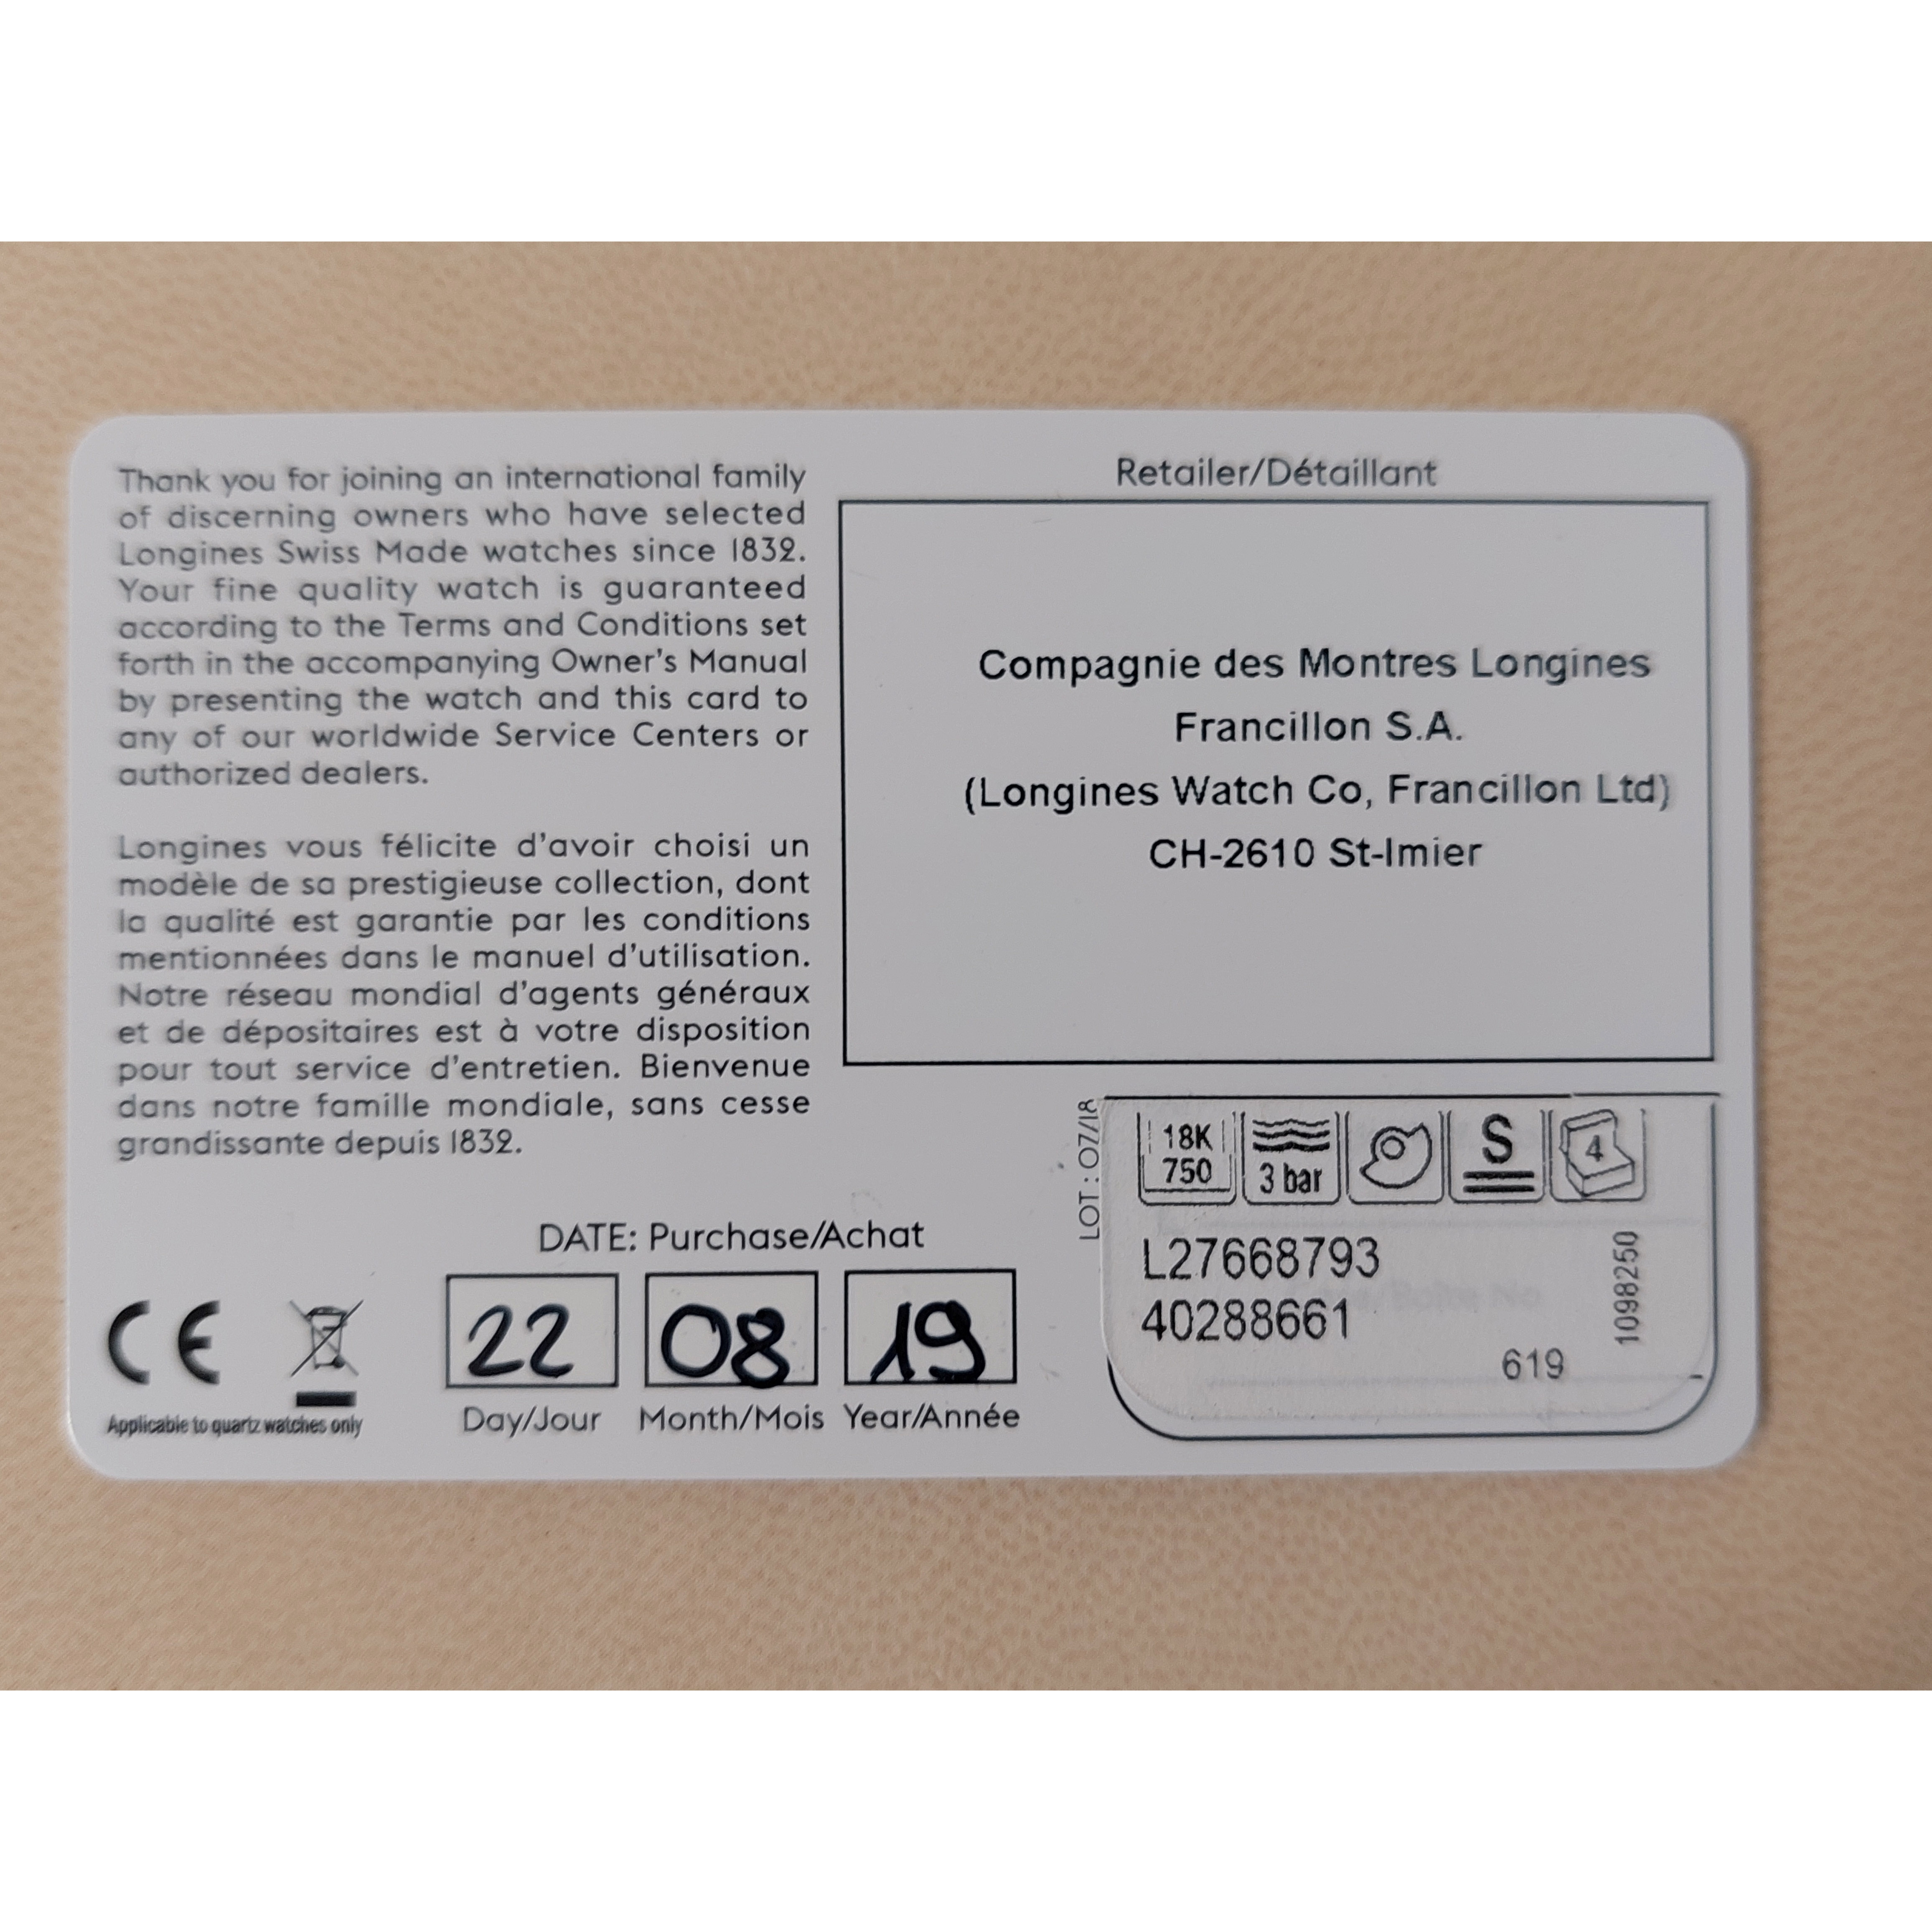 Thank you for joining an international family
of discerning owners who have selected
Longines Swiss Made watches since 1832.
Your fine quality watch is guaranteed
according to the Terms and Conditions set
forth in the accompanying Owner's Manual
by presenting the watch and this card to
any of our worldwide Service Centers or
authorized dealers.
Longines vous félicite d'avoir choisi un
modèle de sa prestigieuse collection, dont
la qualité est garantie par les conditions
mentionnées dans le manuel d'utilisation.
Notre réseau mondial d'agents généraux
et de dépositaires est à votre disposition
pour tout service d'entretien. Bienvenue
dans notre famille mondiale, sans cesse
grandissante depuis 1832.
Retailer/Détaillant
Compagnie des Montres Longines
Francillon S.A.
(Longines Watch Co, Francillon Ltd)
CH-2610 St-Imier
DATE: Purchase/Achat
22 08 19
Day/Jour Month/Mois Year/Année
CE
Applicable to quartz watches only
LOT: 07/18
18K
750
3 bar
S
4
L27668793
40288661
619
1098250